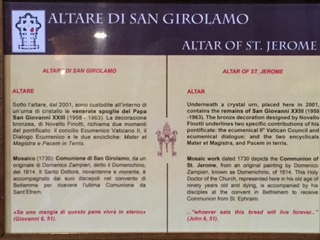 ALTARE DI SAN GIROLAMO
ALTAR OF ST. JEROME
ALTARE DI SAN GIROLAMO
ALTARE
Sotto l'altare, dal 2001, sono custodite all'interno di
un'urna di cristallo le venerate spoglie del Papa
San Giovanni XXIII (1958 -1963). La decorazione
bronzea, di Novello Finotti, richiama due momenti
del pontificato: il concilio Ecumenico Vaticano II, il
Dialogo Ecumenico e le due encicliche: Mater et
Magistra e Pacem in Terris.
Mosaico (1730): Comunione di San Girolamo, da un
originale di Domenico Zampieri, detto il Domenichino,
del 1614. Il Santo Dottore, novantenne e morente, è
accompagnato dai suoi discepoli nel convento di
Betlemme per ricevere l'ultima Comunione da
Sant'Efrem.
«Se uno mangia di questo pane vivrà in eterno»
(Giovanni 6, 51).
ALTAR OF ST. JEROME
ALTAR
Underneath a crystal urn, placed here in 2001,
contains the remains of San Giovanni XXIII (1958
-1963). The bronze decoration designed by Novello
Finotti underlines two specific contributions of his
pontificate: the ecumenical II° Vatican Council and
ecumenical dialogue; and the two encyclicals
Mater et Magistra, and Pacem in terris.
Mosaic work dated 1730 depicts the Communion of
St. Jerome, from an original painting by Domenico
Zampieri, known as Domenichino, of 1614. This Holy
Doctor of the Church, represented here in his old age of
ninety years old and dying, is accompanied by his
disciples at the convent in Bethlehem to receive
Communion from St. Ephraim.
..."whoever eats this bread will live forever..."
(John 6, 51).